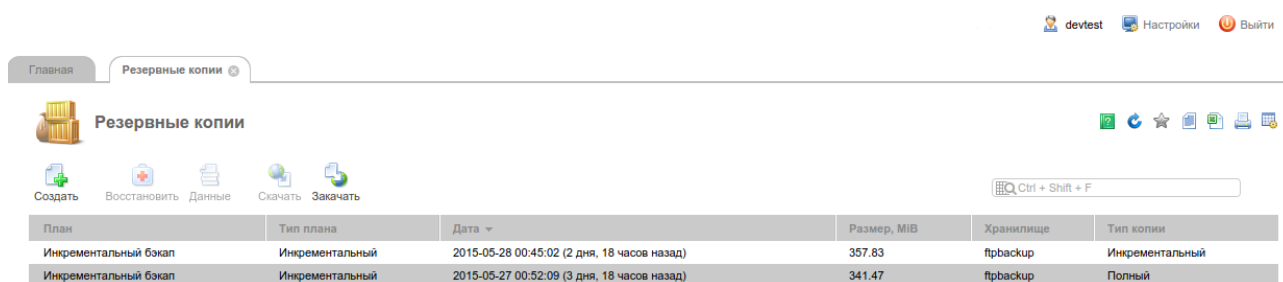 devtest Настройки Выйти
Главная Резервные копии
Резервные копии
Создать Восстановить Данные Скачать Закачать
Ctrl + Shift + F
План Тип плана Дата Размер, MiB Хранилище Тип копии
Инкрементальный бэкап Инкрементальный 2015-05-28 00:45:02 (2 дня, 18 часов назад) 357.83 ftpbackup Инкрементальный
Инкрементальный бэкап Инкрементальный 2015-05-27 00:52:09 (3 дня, 18 часов назад) 341.47 ftpbackup Полный